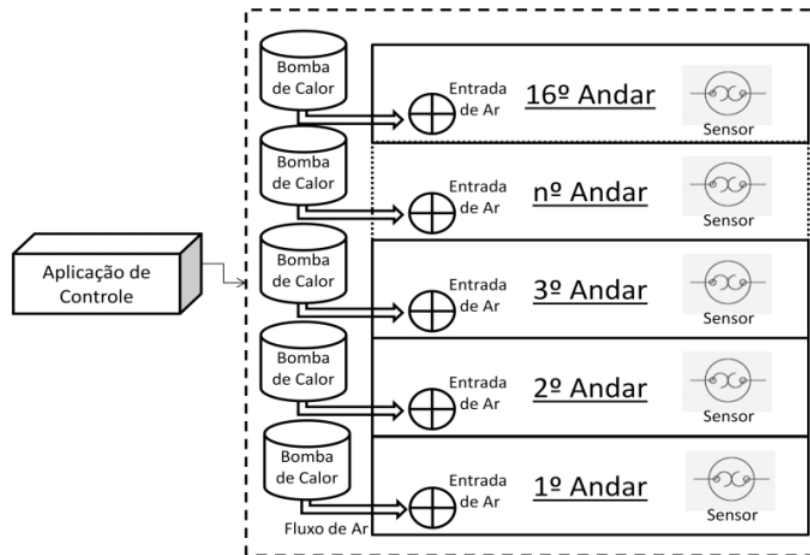 Aplicação de
Controle
Bomba
de Calor
Entrada
de Ar
16º Andar
Sensor
Bomba
de Calor
Entrada
de Ar
nº Andar
Sensor
Bomba
de Calor
Entrada
de Ar
3º Andar
Sensor
Bomba
de Calor
Entrada
de Ar
2º Andar
Sensor
Bomba
de Calor
Entrada
de Ar
1º Andar
Sensor
Fluxo de Ar